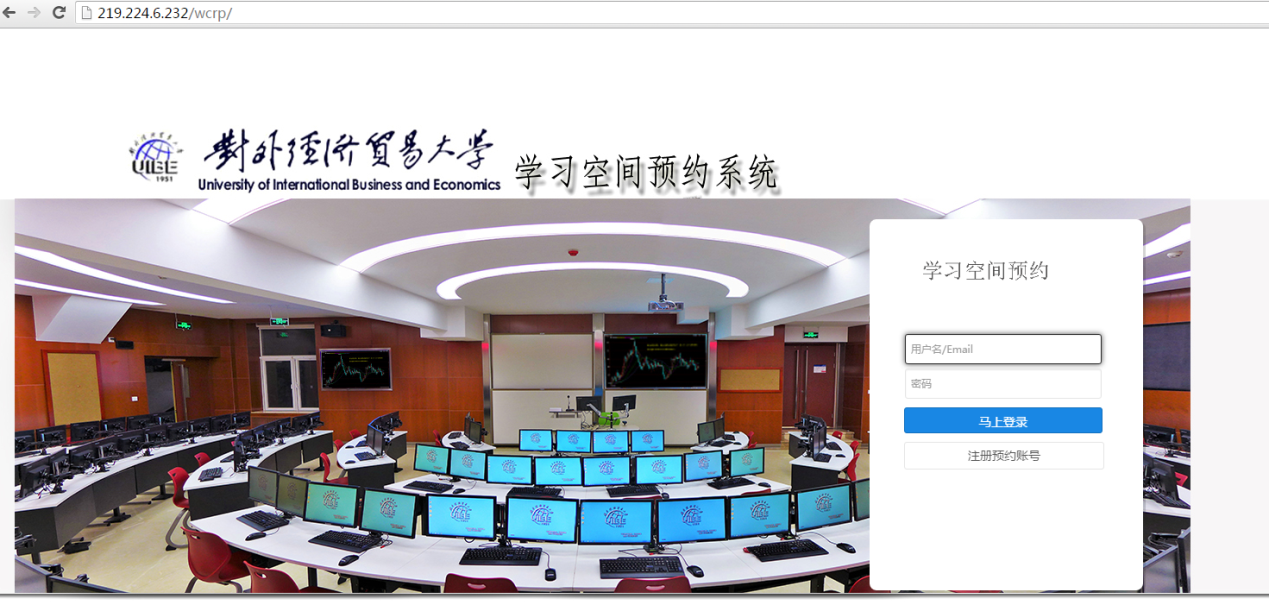 219.224.6.232/wcrp/
UIBE
1951
對外經濟貿易大学
University of International Business and Economics
学习空间预约系统
学习空间预约
用户名/Email
密码
马上登录
注册预约账号